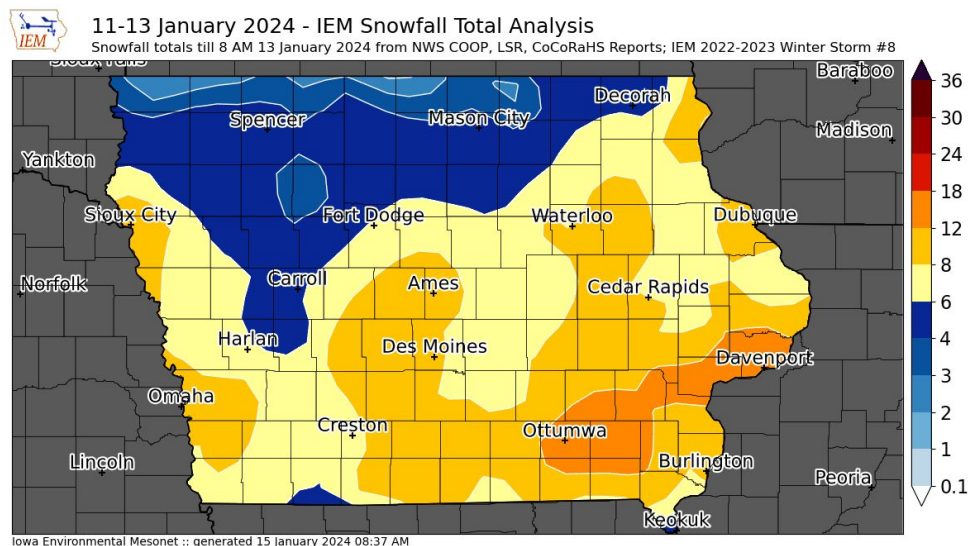 11-13 January 2024 - IEM Snowfall Total Analysis
Snowfall totals till 8 AM 13 January 2024 from NWS COOP, LSR, CoCoRaHS Reports; IEM 2022-2023 Winter Storm #8
IEM
Sioux Falls
Baraboo
36
Decorah
Spencer
Mason City
30
Madison
24
Yankton
18
Sioux City
Fort Dodge
Waterloo
Dubuque
12
8
Norfolk
Carroll
Ames
Cedar Rapids
6
Harlan
Des Moines
4
Davenport
3
Omaha
2
Creston
Ottumwa
1
Lincoln
Burlington
Peoria
0.1
Keokuk
Iowa Environmental Mesonet :: generated 15 January 2024 08:37 AM